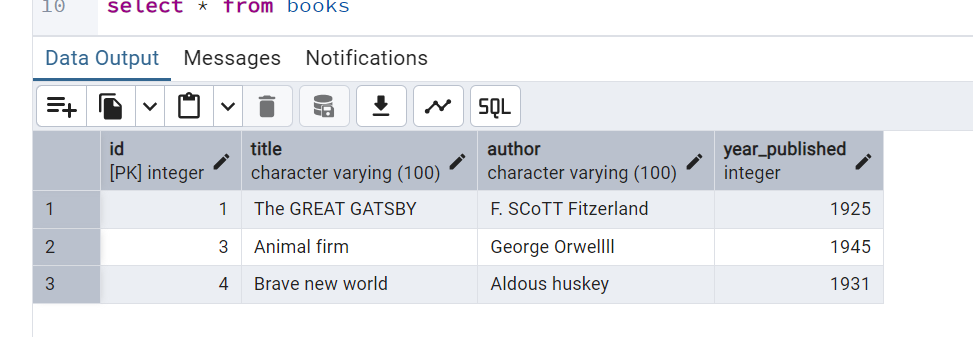 10 select * from books
Data Output Messages Notifications
SQL
id title author year_published
[PK] integer character varying (100) character varying (100) integer
1 1 The GREAT GATSBY F. SCoTT Fitzerland 1925
2 3 Animal firm George Orwellll 1945
3 4 Brave new world Aldous huskey 1931